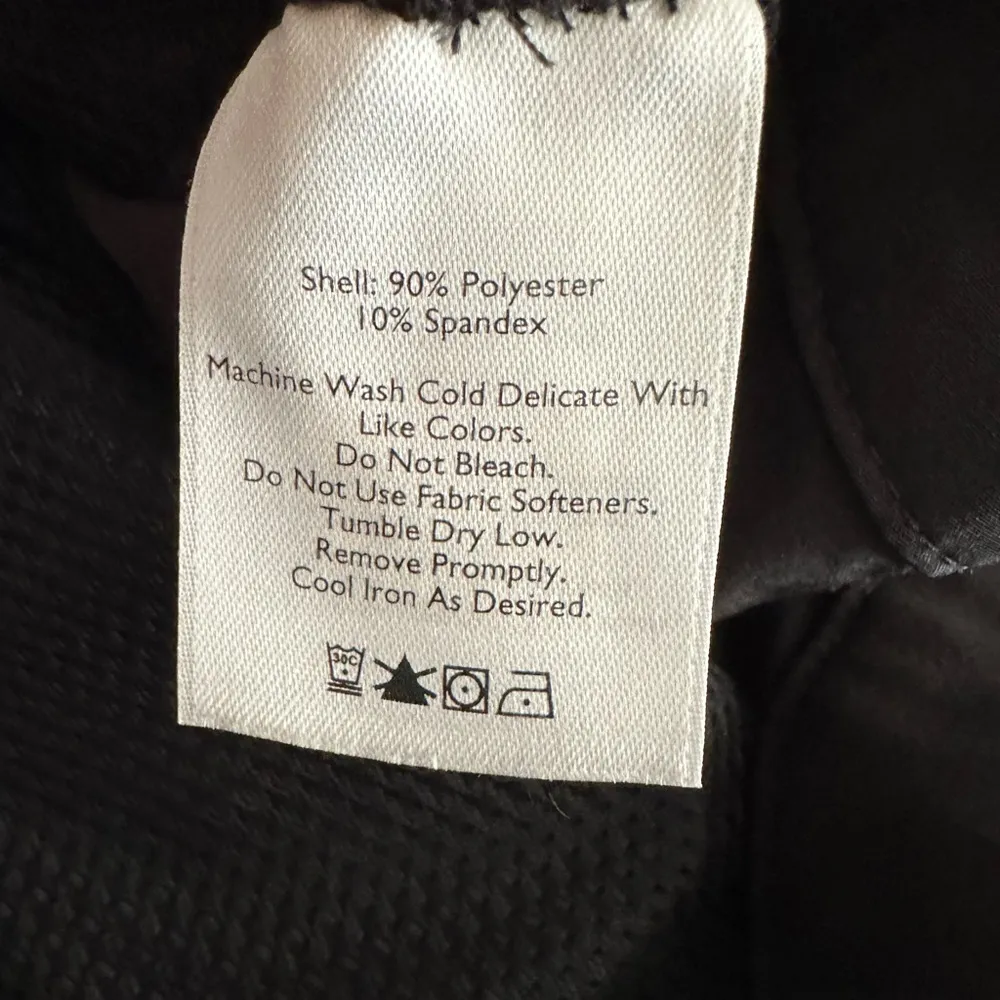 Shell: 90% Polyester
10% Spandex
Machine Wash Cold Delicate With
Like Colors.
Do Not Bleach.
Do Not Use Fabric Softeners.
Tumble Dry Low.
Remove Promptly.
Cool Iron As Desired.
30C